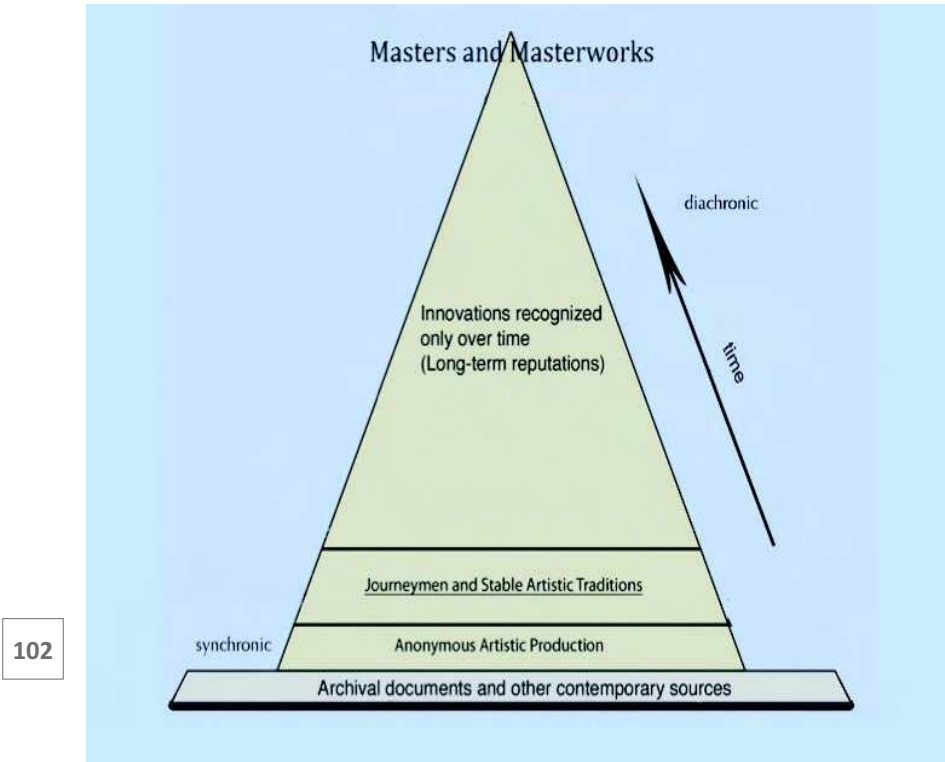 Masters and Masterworks
diachronic
Innovations recognized
only over time
(Long-term reputations)
time
Journeymen and Stable Artistic Traditions
synchronic
Anonymous Artistic Production
102
Archival documents and other contemporary sources